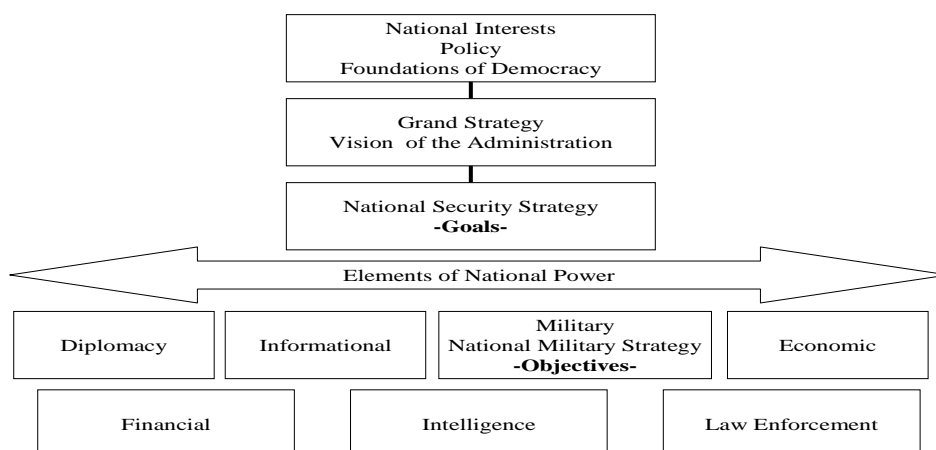 National Interests
Policy
Foundations of Democracy
Grand Strategy
Vision of the Administration
National Security Strategy
-Goals-
Elements of National Power
Diplomacy
Informational
Military
National Military Strategy
-Objectives-
Economic
Financial
Intelligence
Law Enforcement